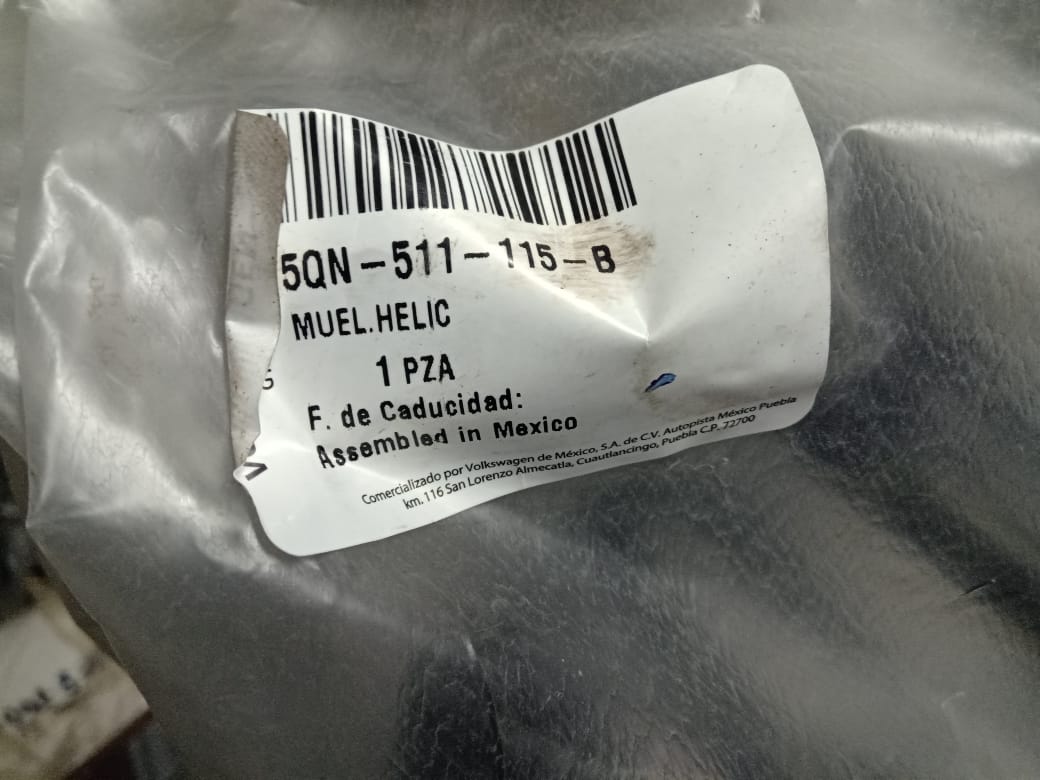 5QN-511-115-B
MUEL.HELIC
1 PZA
F. de Caducidad:
Assembled in Mexico
Comercializado por Volkswagen de México, S.A. de C.V. Autopista México Puebla
km. 116 San Lorenzo Almecatla, Cuautlancingo, Puebla C.P. 72700